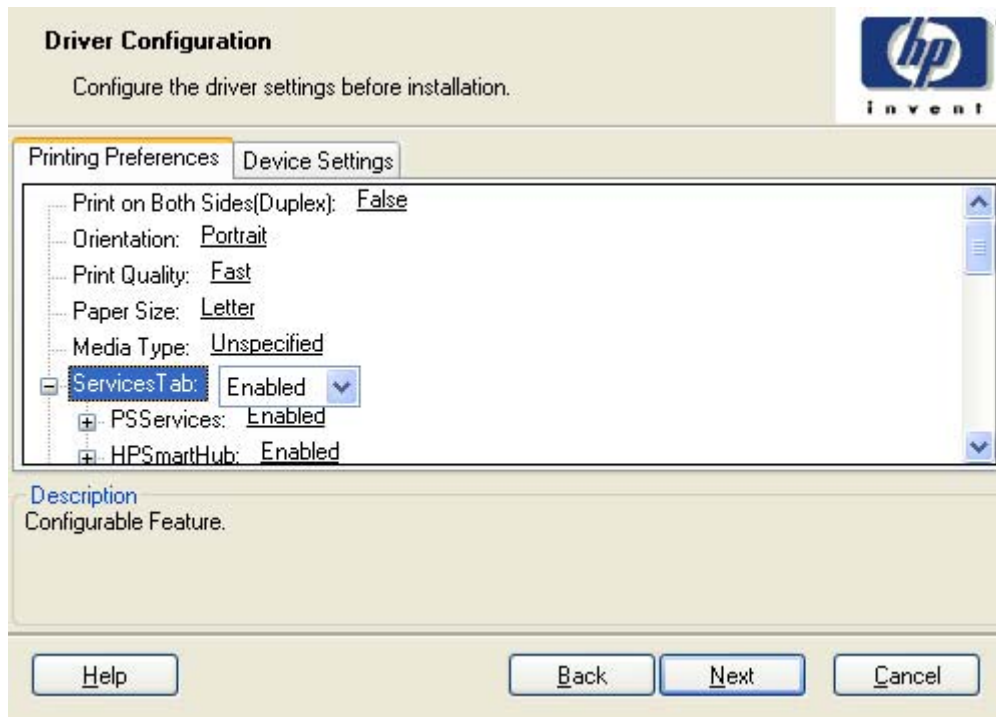 Driver Configuration
Configure the driver settings before installation.
hp
invent
Printing Preferences Device Settings
Print on Both Sides(Duplex): False
Orientation: Portrait
Print Quality: Fast
Paper Size: Letter
Media Type: Unspecified
ServicesTab: Enabled
PSServices: Enabled
HPSmartHub: Enabled
Description
Configurable Feature.
Help Back Next Cancel